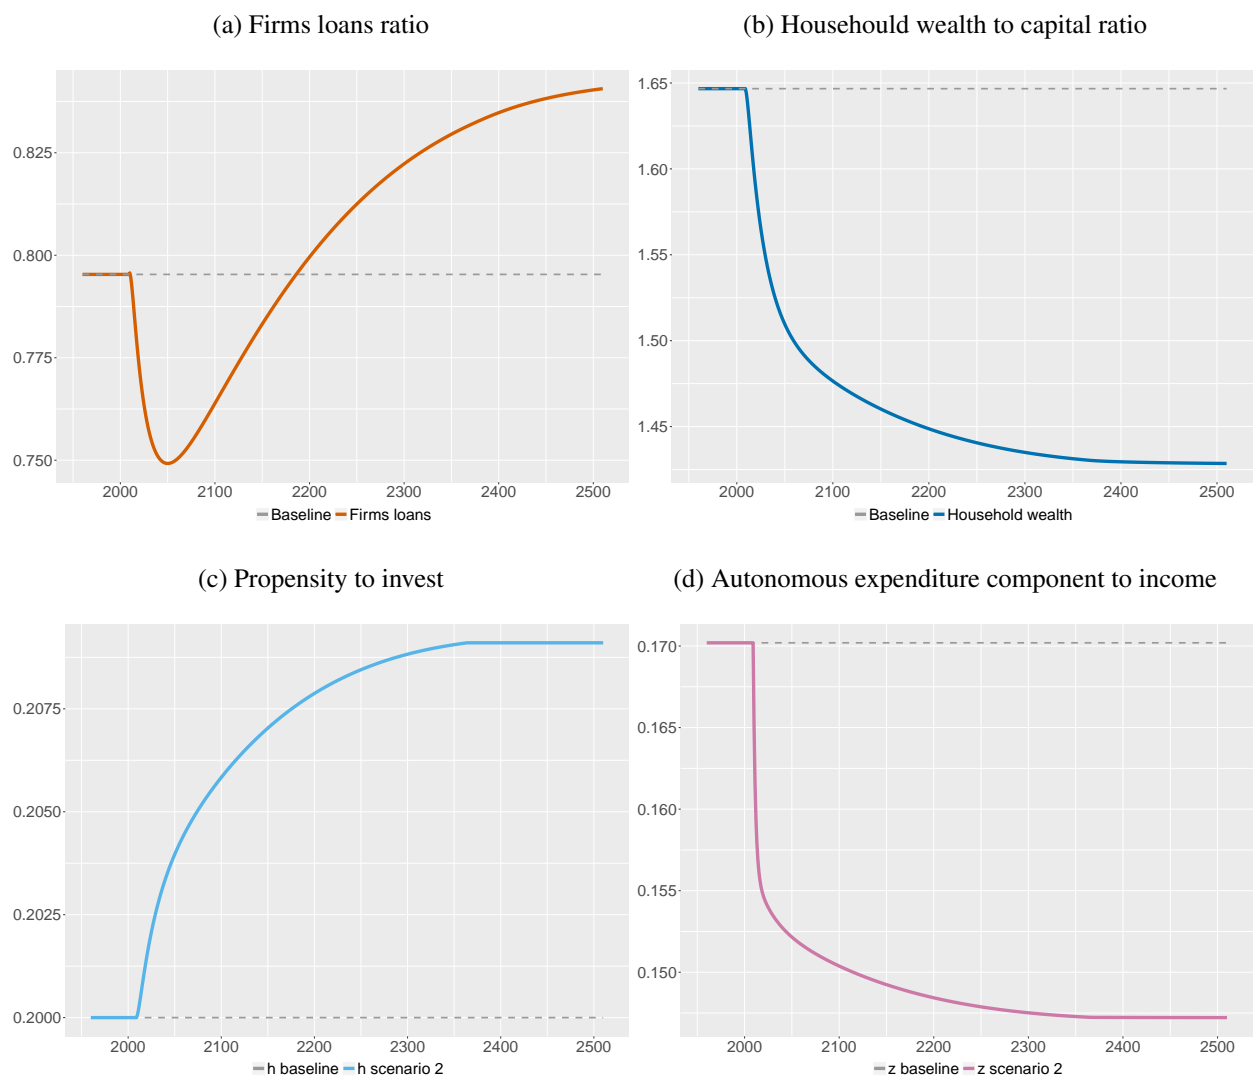 (a) Firms loans ratio
0.825
0.800
0.775
0.750
2000 2100 2200 2300 2400 2500
Baseline Firms loans
(b) Househould wealth to capital ratio
1.65
1.60
1.55
1.50
1.45
2000 2100 2200 2300 2400 2500
Baseline Household wealth
(c) Propensity to invest
0.2075
0.2050
0.2025
0.2000
2000 2100 2200 2300 2400 2500
h baseline h scenario 2
(d) Autonomous expenditure component to income
0.170
0.165
0.160
0.155
0.150
2000 2100 2200 2300 2400 2500
z baseline z scenario 2